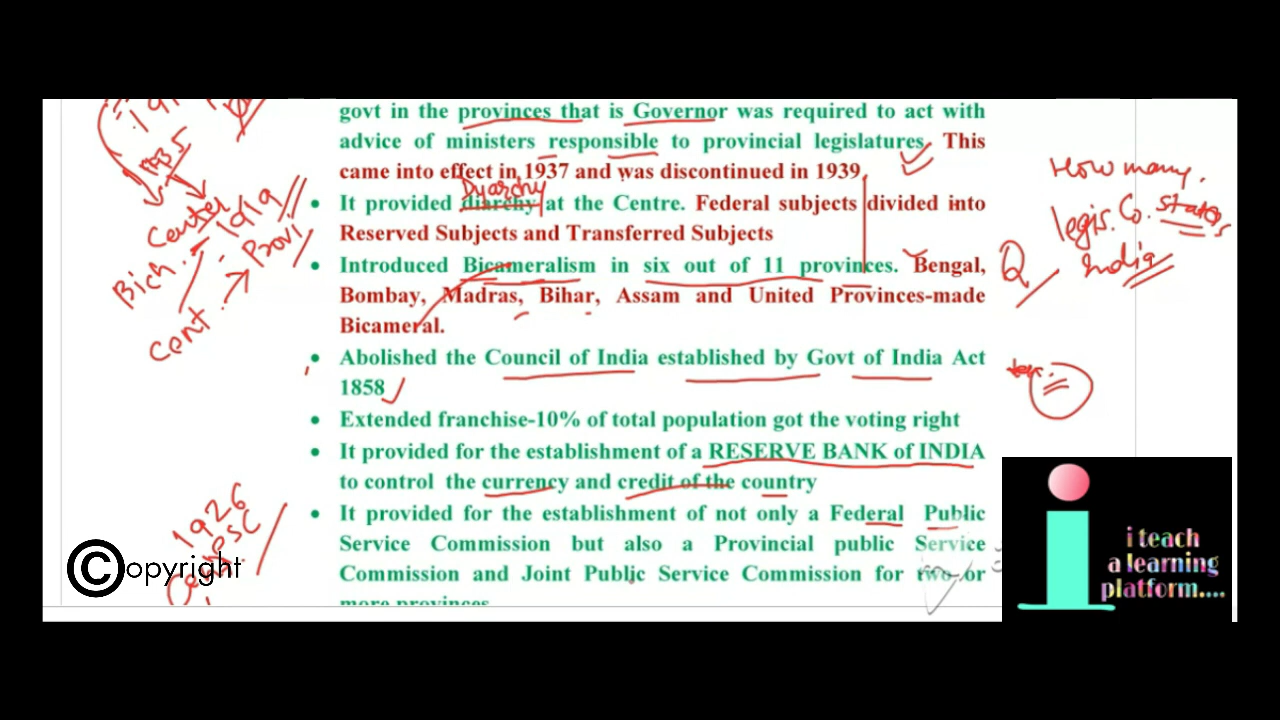 govt in the provinces that is Governor was required to act with
advice of ministers responsible to provincial legislatures. This
came into effect in 1937 and was discontinued in 1939.
Dyarchy
• It provided diarchy at the Centre. Federal subjects divided into
Reserved Subjects and Transferred Subjects
• Introduced Bicameralism in six out of 11 provinces. Bengal,
Bombay, Madras, Bihar, Assam and United Provinces-made
Bicameral.
• Abolished the Council of India established by Govt of India Act
1858
• Extended franchise-10% of total population got the voting right
• It provided for the establishment of a RESERVE BANK of INDIA
to control the currency and credit of the country
• It provided for the establishment of not only a Federal Public
Service Commission but also a Provincial public Service
Commission and Joint Public Service Commission for two or
more provinces
1935
Center
1919
Bich.
Provi
Cent.
How many
legis. Co. states
Q India
1926
Copyright
i teach
a learning
platform....